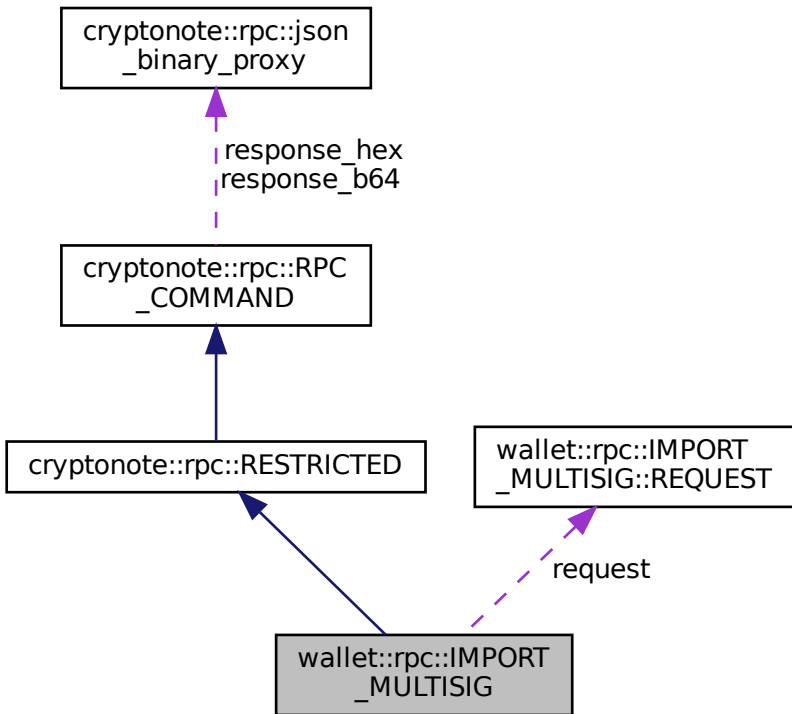 cryptonote::rpc::json
_binary_proxy
response_hex
response_b64
cryptonote::rpc::RPC
_COMMAND
cryptonote::rpc::RESTRICTED
wallet::rpc::IMPORT
_MULTISIG::REQUEST
request
wallet::rpc::IMPORT
_MULTISIG